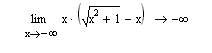 lim x · (√(x² + 1) − x) → −∞
x→−∞